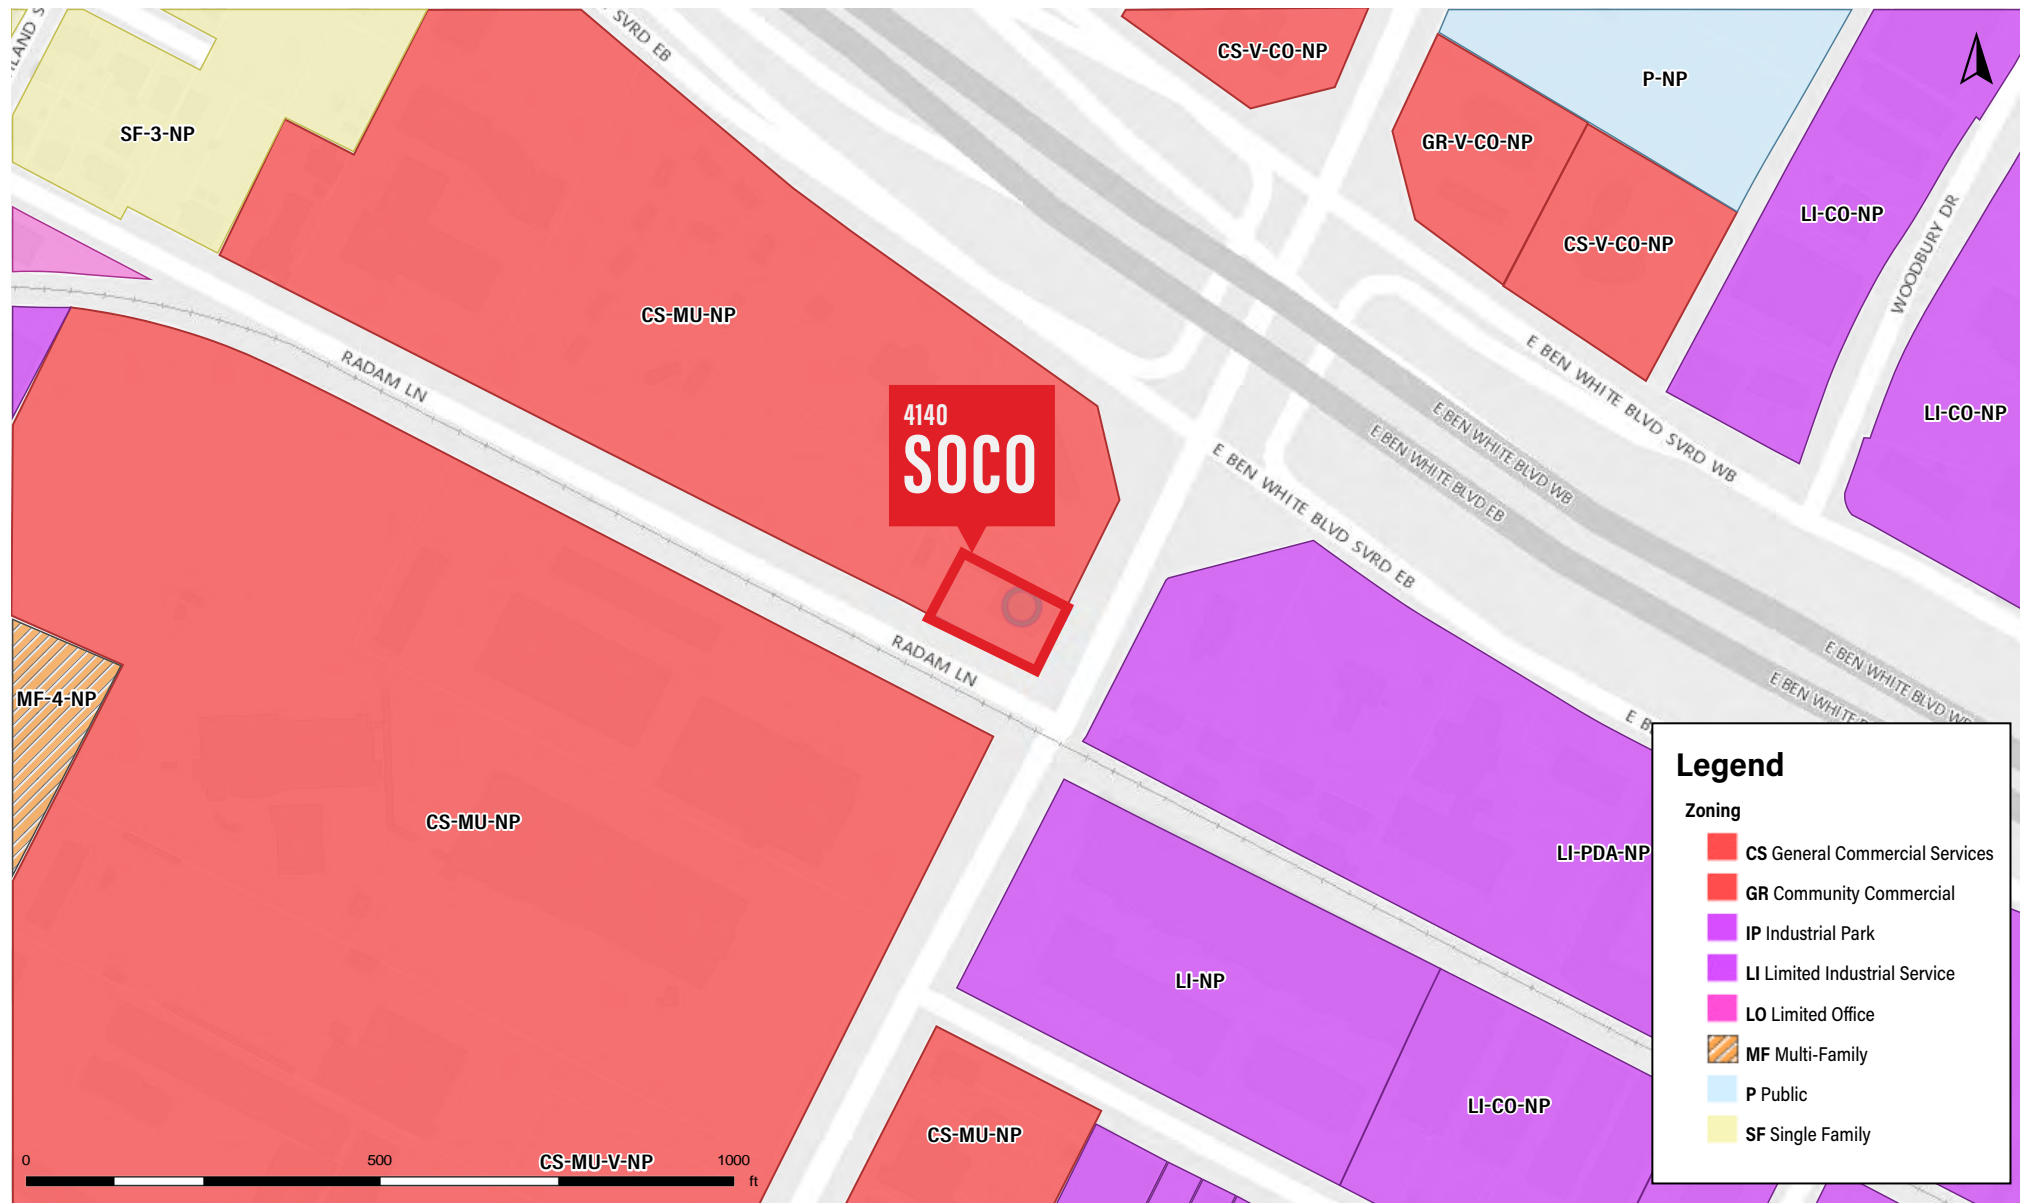 SVRD EB
CS-V-CO-NP
P-NP
SF-3-NP
GR-V-CO-NP
LI-CO-NP
CS-V-CO-NP
WOODBURY DR
CS-MU-NP
RADAM LN
E BEN WHITE BLVD SVRD WB
E BEN WHITE BLVD WB
E BEN WHITE BLVD EB
LI-CO-NP
4140
SOCO
E BEN WHITE BLVD SVRD EB
RADAM LN
E BEN WHITE BLVD WB
E BEN WHITE
E B
MF-4-NP
CS-MU-NP
LI-PDA-NP
LI-NP
LI-CO-NP
CS-MU-NP
CS-MU-V-NP
0 500 1000
ft
Legend
Zoning
CS General Commercial Services
GR Community Commercial
IP Industrial Park
LI Limited Industrial Service
LO Limited Office
MF Multi-Family
P Public
SF Single Family